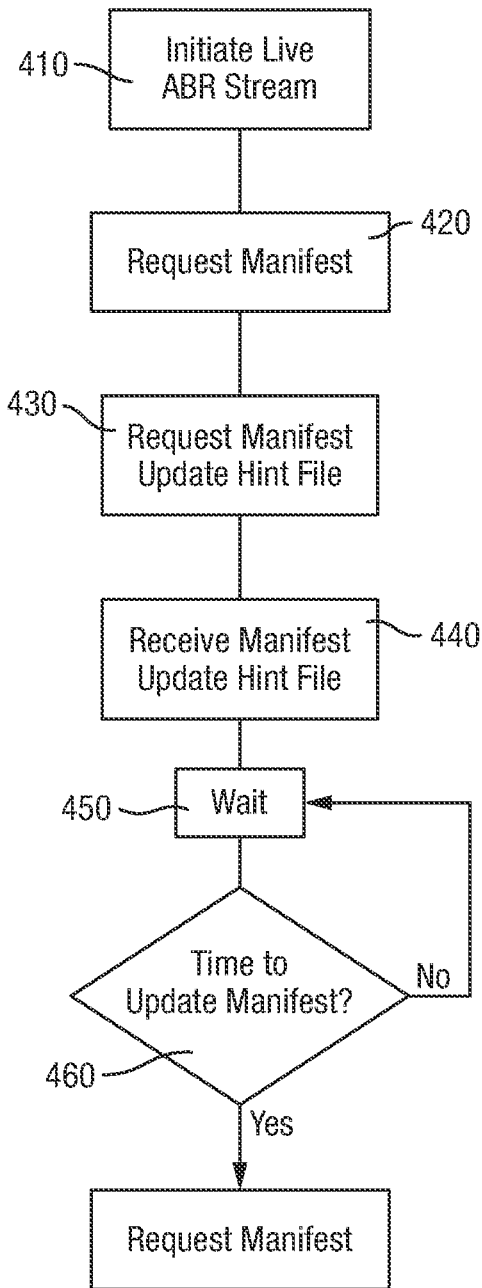 410
Initiate Live
ABR Stream
420
Request Manifest
430
Request Manifest
Update Hint File
440
Receive Manifest
Update Hint File
450
Wait
Time to
Update Manifest?
No
460
Yes
Request Manifest